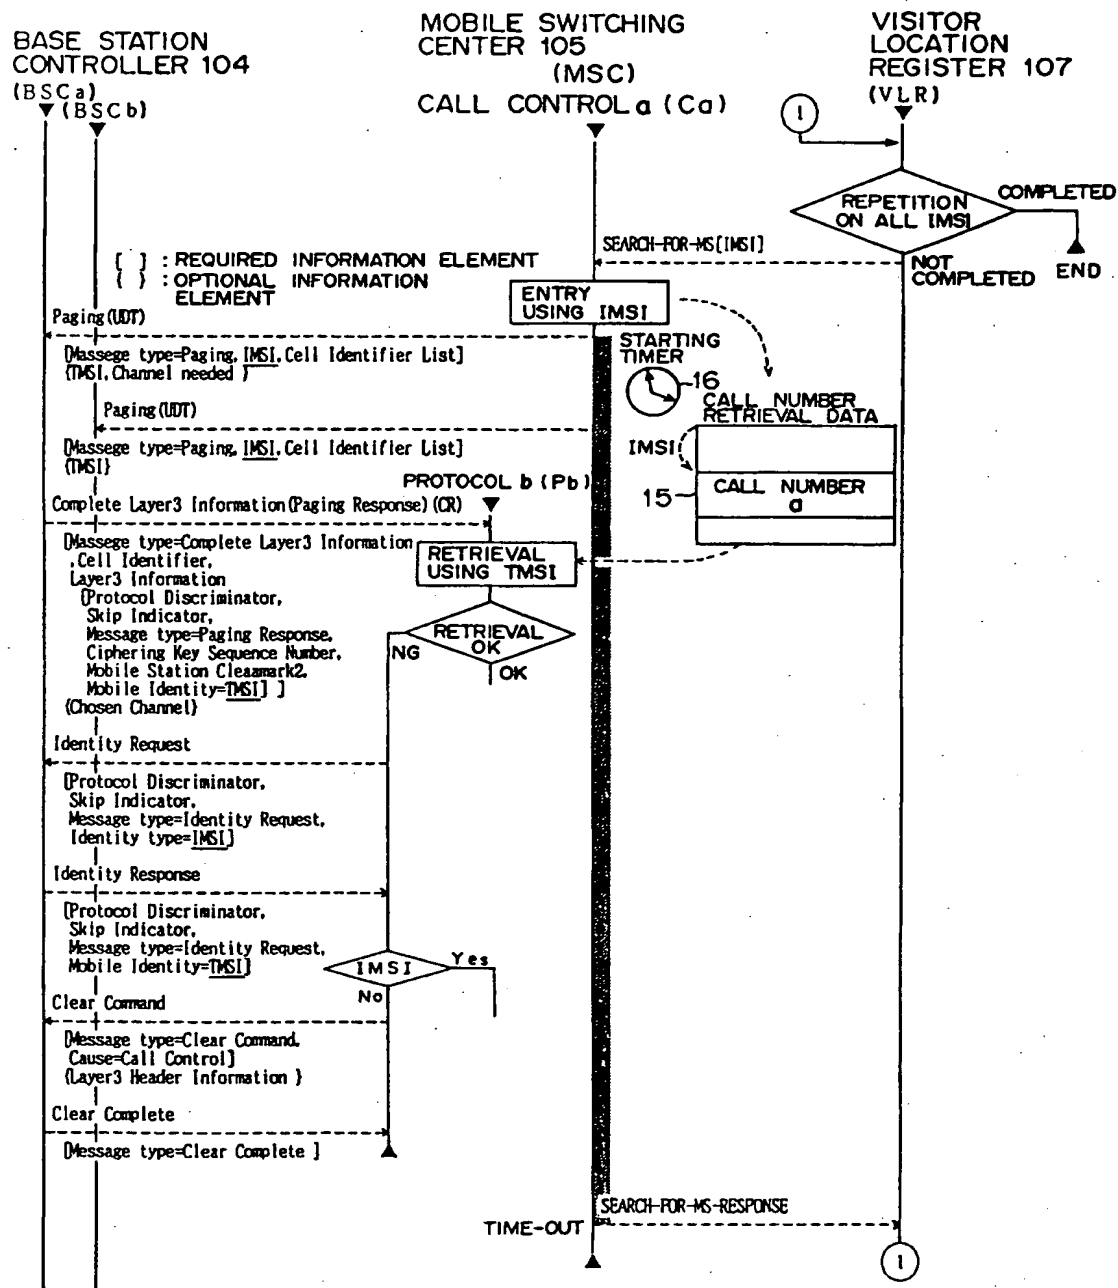 BASE STATION
CONTROLLER 104
(BSCa)
(BSCb)
MOBILE SWITCHING
CENTER 105
(MSC)
CALL CONTROL a (Ca)
VISITOR
LOCATION
REGISTER 107
(VLR)
1
REPETITION
ON ALL IMSI
COMPLETED
END
NOT
COMPLETED
SEARCH-FOR-MS[IMSI]
[ ] : REQUIRED INFORMATION ELEMENT
{ } : OPTIONAL INFORMATION
ELEMENT
ENTRY
USING IMSI
Paging(UDT)
[Massege type=Paging, IMSI, Cell Identifier List]
{TMSI, Channel needed }
STARTING
TIMER
16
CALL NUMBER
RETRIEVAL DATA
Paging(UDT)
[Massege type=Paging, IMSI, Cell Identifier List]
{TMSI}
IMSI
15
CALL NUMBER
a
PROTOCOL b (Pb)
Complete Layer3 Information(Paging Response)(CR)
[Massege type=Complete Layer3 Information
,Cell Identifier,
Layer3 Information
[Protocol Discriminator,
Skip Indicator,
Message type=Paging Response,
Ciphering Key Sequence Number,
Mobile Station Cleaamark2,
Mobile Identity=TMSI] ]
{Chosen Channel}
RETRIEVAL
USING TMSI
RETRIEVAL
OK
NG
OK
Identity Request
[Protocol Discriminator,
Skip Indicator,
Message type=Identity Request,
Identity type=IMSI]
Identity Response
[Protocol Discriminator,
Skip Indicator,
Message type=Identity Request,
Mobile Identity=TMSI]
IMSI
Yes
No
Clear Command
[Message type=Clear Command,
Cause=Call Control]
{Layer3 Header Information }
Clear Complete
[Message type=Clear Complete ]
SEARCH-FOR-MS-RESPONSE
TIME-OUT
1